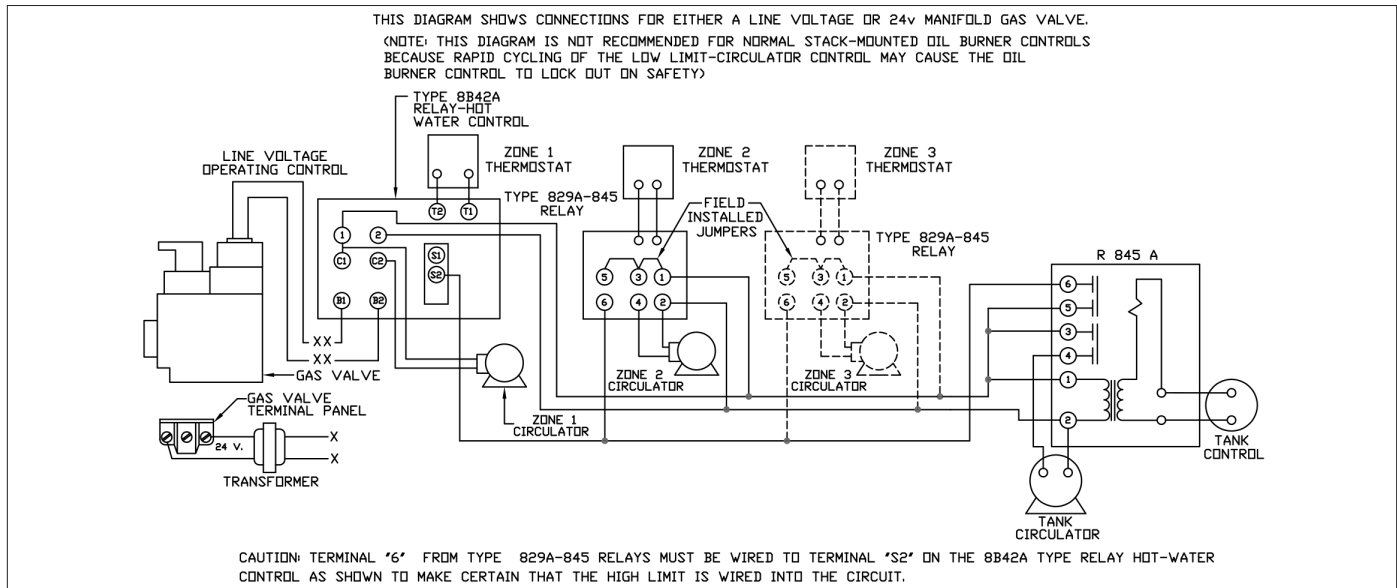 THIS DIAGRAM SHOWS CONNECTIONS FOR EITHER A LINE VOLTAGE OR 24v MANIFOLD GAS VALVE.
(NOTE: THIS DIAGRAM IS NOT RECOMMENDED FOR NORMAL STACK-MOUNTED OIL BURNER CONTROLS
BECAUSE RAPID CYCLING OF THE LOW LIMIT-CIRCULATOR CONTROL MAY CAUSE THE OIL
BURNER CONTROL TO LOCK OUT ON SAFETY)
TYPE 8B42A
RELAY-HOT
WATER CONTROL
LINE VOLTAGE
OPERATING CONTROL
ZONE 1
THERMOSTAT
ZONE 2
THERMOSTAT
ZONE 3
THERMOSTAT
TYPE 829A-845
RELAY
FIELD
INSTALLED
JUMPERS
TYPE 829A-845
RELAY
R 845 A
T2 T1
1 2
C1 C2
S1
S2
B1 B2
5 3 1
6 4 2
5 3 1
6 4 2
6
5
3
4
1
2
XX
XX
GAS VALVE
ZONE 2
CIRCULATOR
ZONE 3
CIRCULATOR
ZONE 1
CIRCULATOR
GAS VALVE
TERMINAL PANEL
24 V.
X
X
TRANSFORMER
TANK
CONTROL
TANK
CIRCULATOR
CAUTION: TERMINAL "6" FROM TYPE 829A-845 RELAYS MUST BE WIRED TO TERMINAL "S2" ON THE 8B42A TYPE RELAY HOT-WATER
CONTROL AS SHOWN TO MAKE CERTAIN THAT THE HIGH LIMIT IS WIRED INTO THE CIRCUIT.